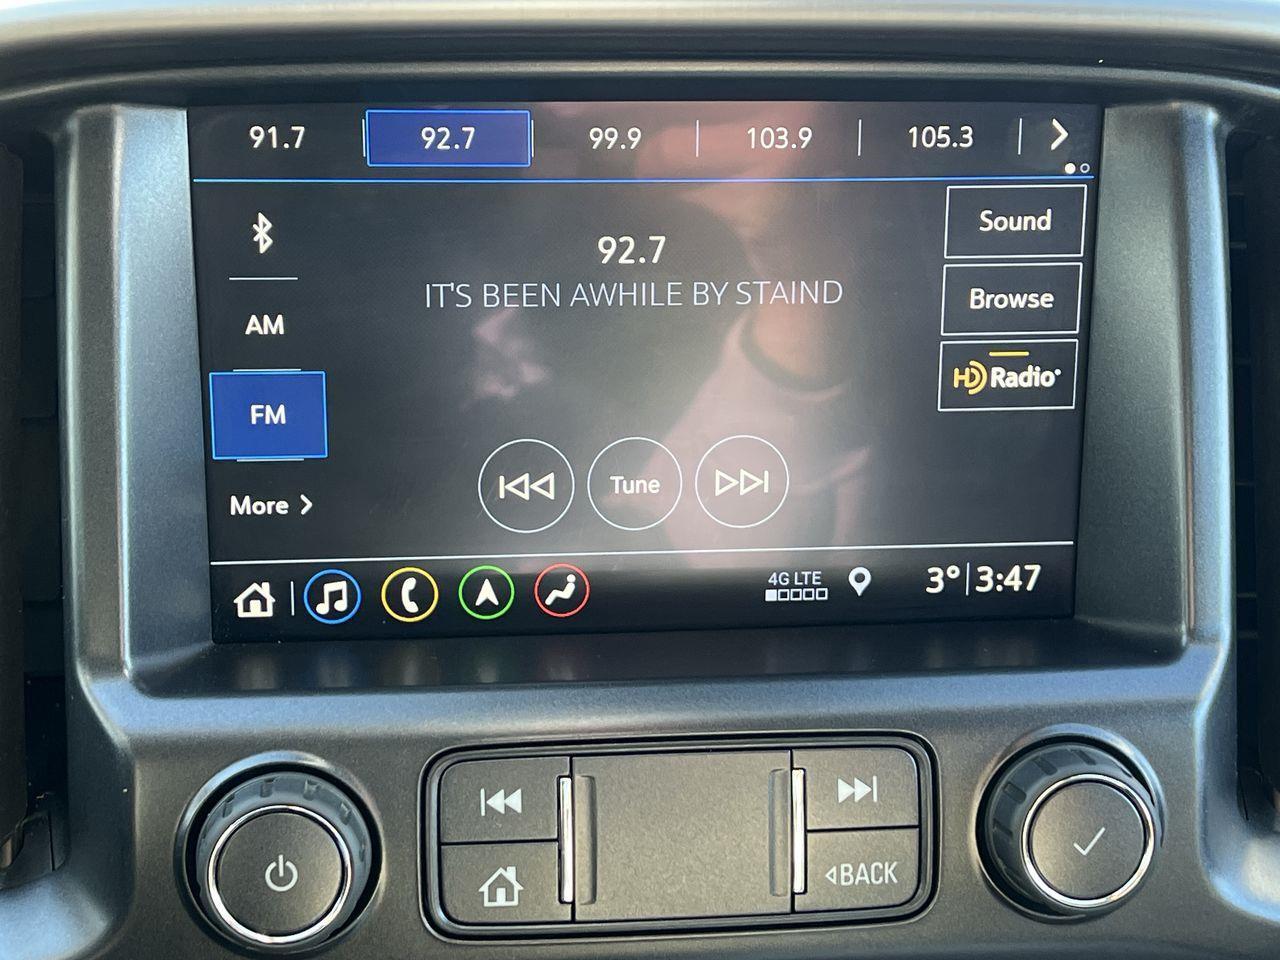 91.7 92.7 99.9 103.9 105.3
Sound
92.7
IT'S BEEN AWHILE BY STAIND
Browse
AM
HD Radio
FM
Tune
More
4G LTE
3° 3:47
BACK